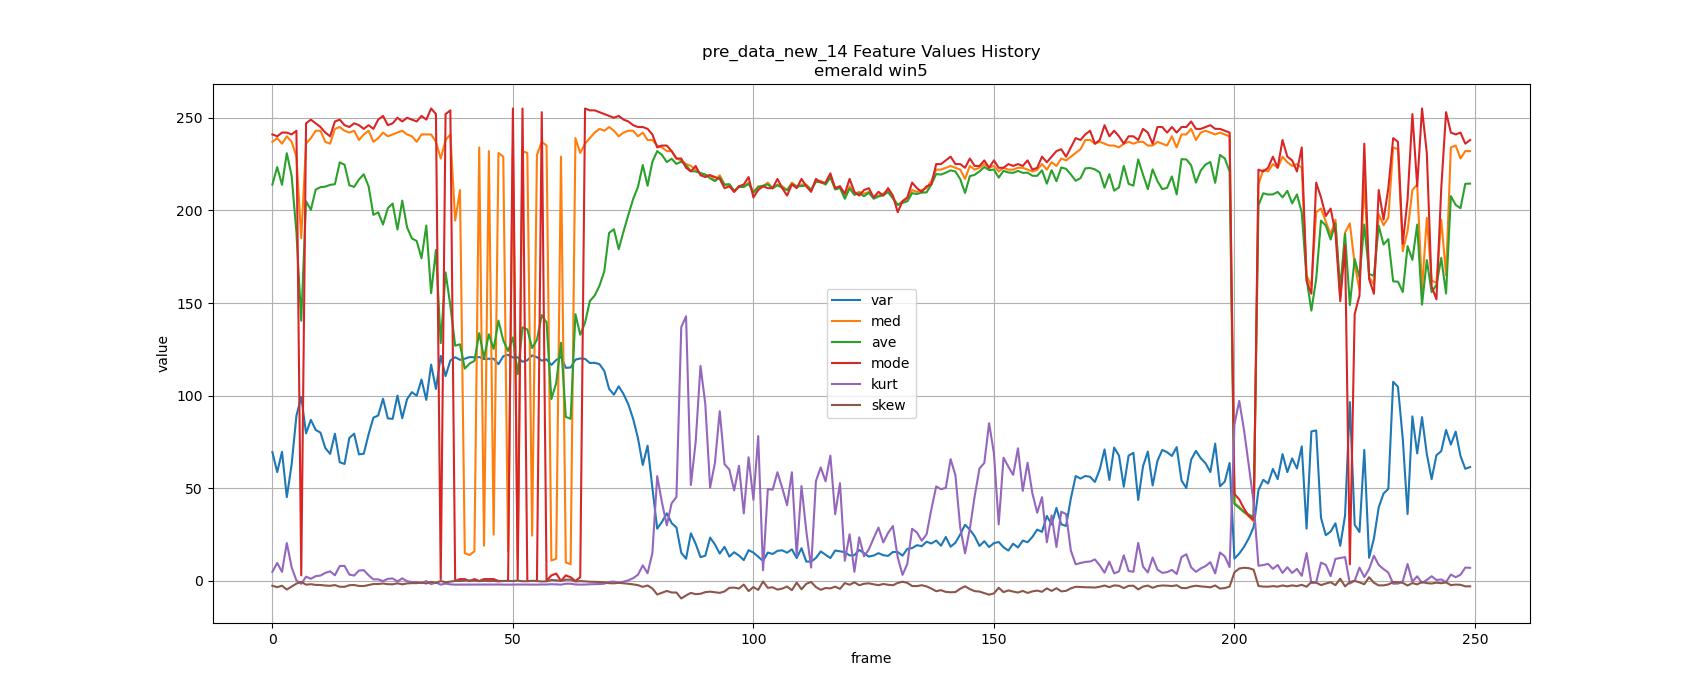 pre_data_new_14 Feature Values History
emerald win5
value
250
200
150
100
50
0
var
med
ave
mode
kurt
skew
0
50
100
150
200
250
frame